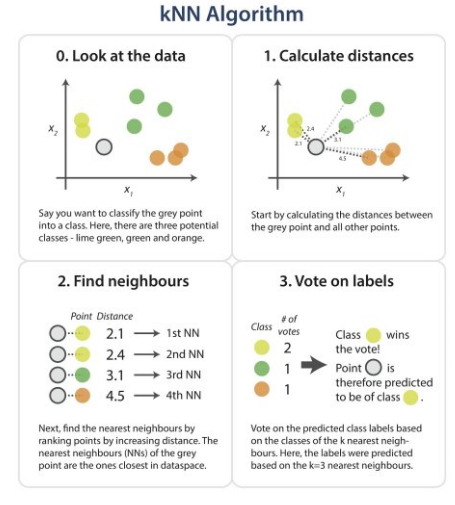 kNN Algorithm
0. Look at the data
x2
x1
Say you want to classify the grey point
into a class. Here, there are three potential
classes - lime green, green and orange.
1. Calculate distances
x2
2.4
2.1
3.1
4.5
x1
Start by calculating the distances between
the grey point and all other points.
2. Find neighbours
Point Distance
2.1 1st NN
2.4 2nd NN
3.1 3rd NN
4.5 4th NN
Next, find the nearest neighbours by
ranking points by increasing distance. The
nearest neighbours (NNs) of the grey
point are the ones closest in dataspace.
3. Vote on labels
Class # of
votes
2
1
1
Class wins
the vote!
Point is
therefore predicted
to be of class .
Vote on the predicted class labels based
on the classes of the k nearest neigh-
bours. Here, the labels were predicted
based on the k=3 nearest neighbours.